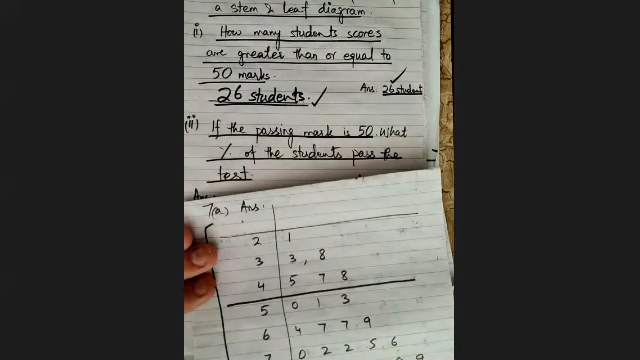 a stem & leaf diagram.
(i) How many students scores
are greater than or equal to
50 marks.
26 students. ✓
Ans. 26 student ✓
(ii) If the passing mark is 50. What
% of the students pass the
test
Ans.
7(a) Ans.
2 | 1
3 | 3, 8
4 | 5 7 8
5 | 0 1 3
6 | 4 7 7 9
7 | 0 2 2 5 6